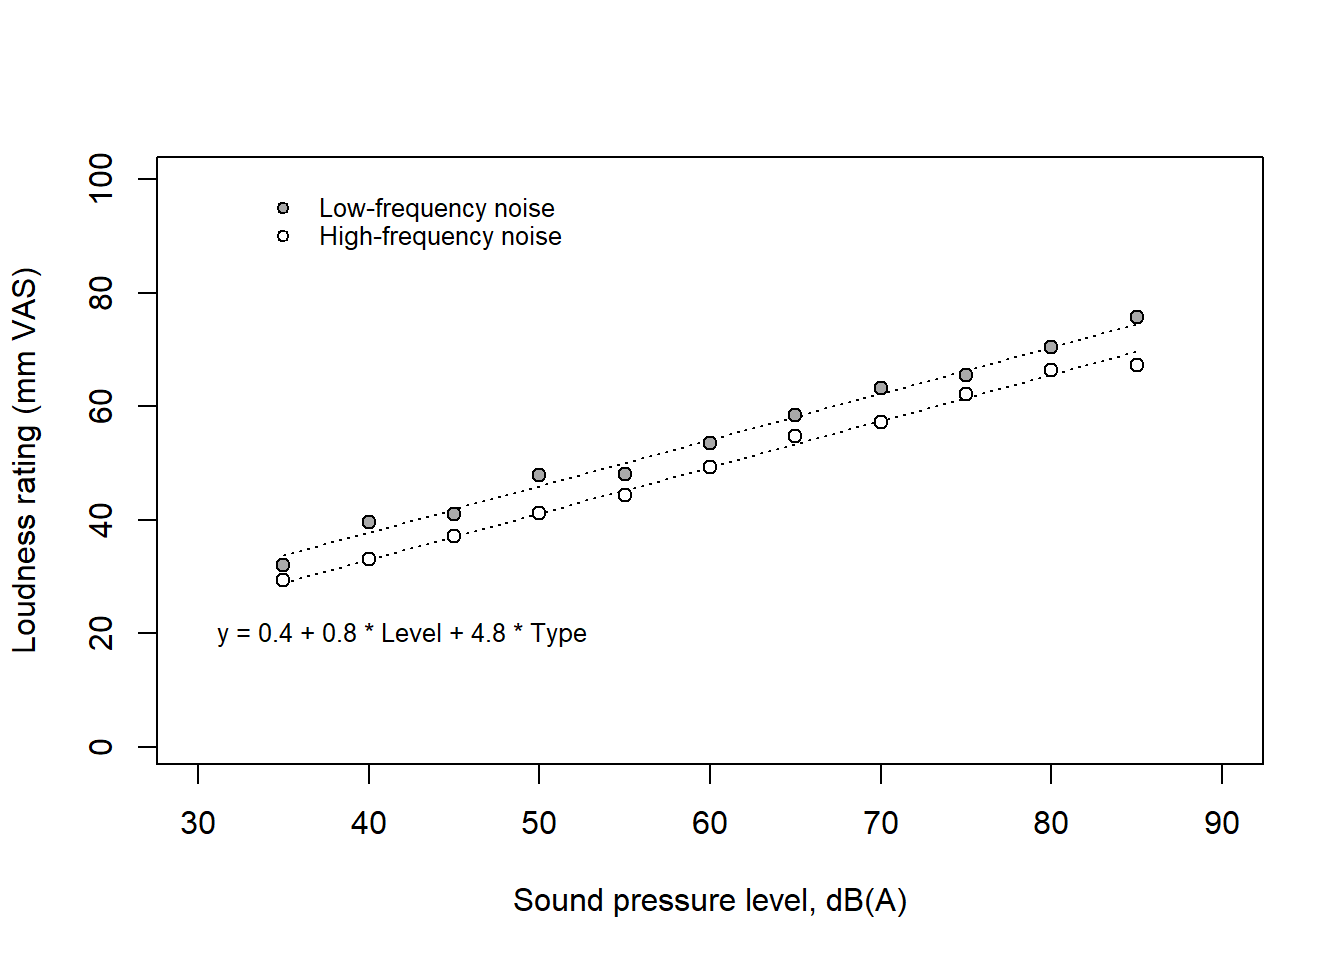 Low-frequency noise
High-frequency noise
100
80
60
40
20
0
Loudness rating (mm VAS)
y = 0.4 + 0.8 * Level + 4.8 * Type
30 40 50 60 70 80 90
Sound pressure level, dB(A)